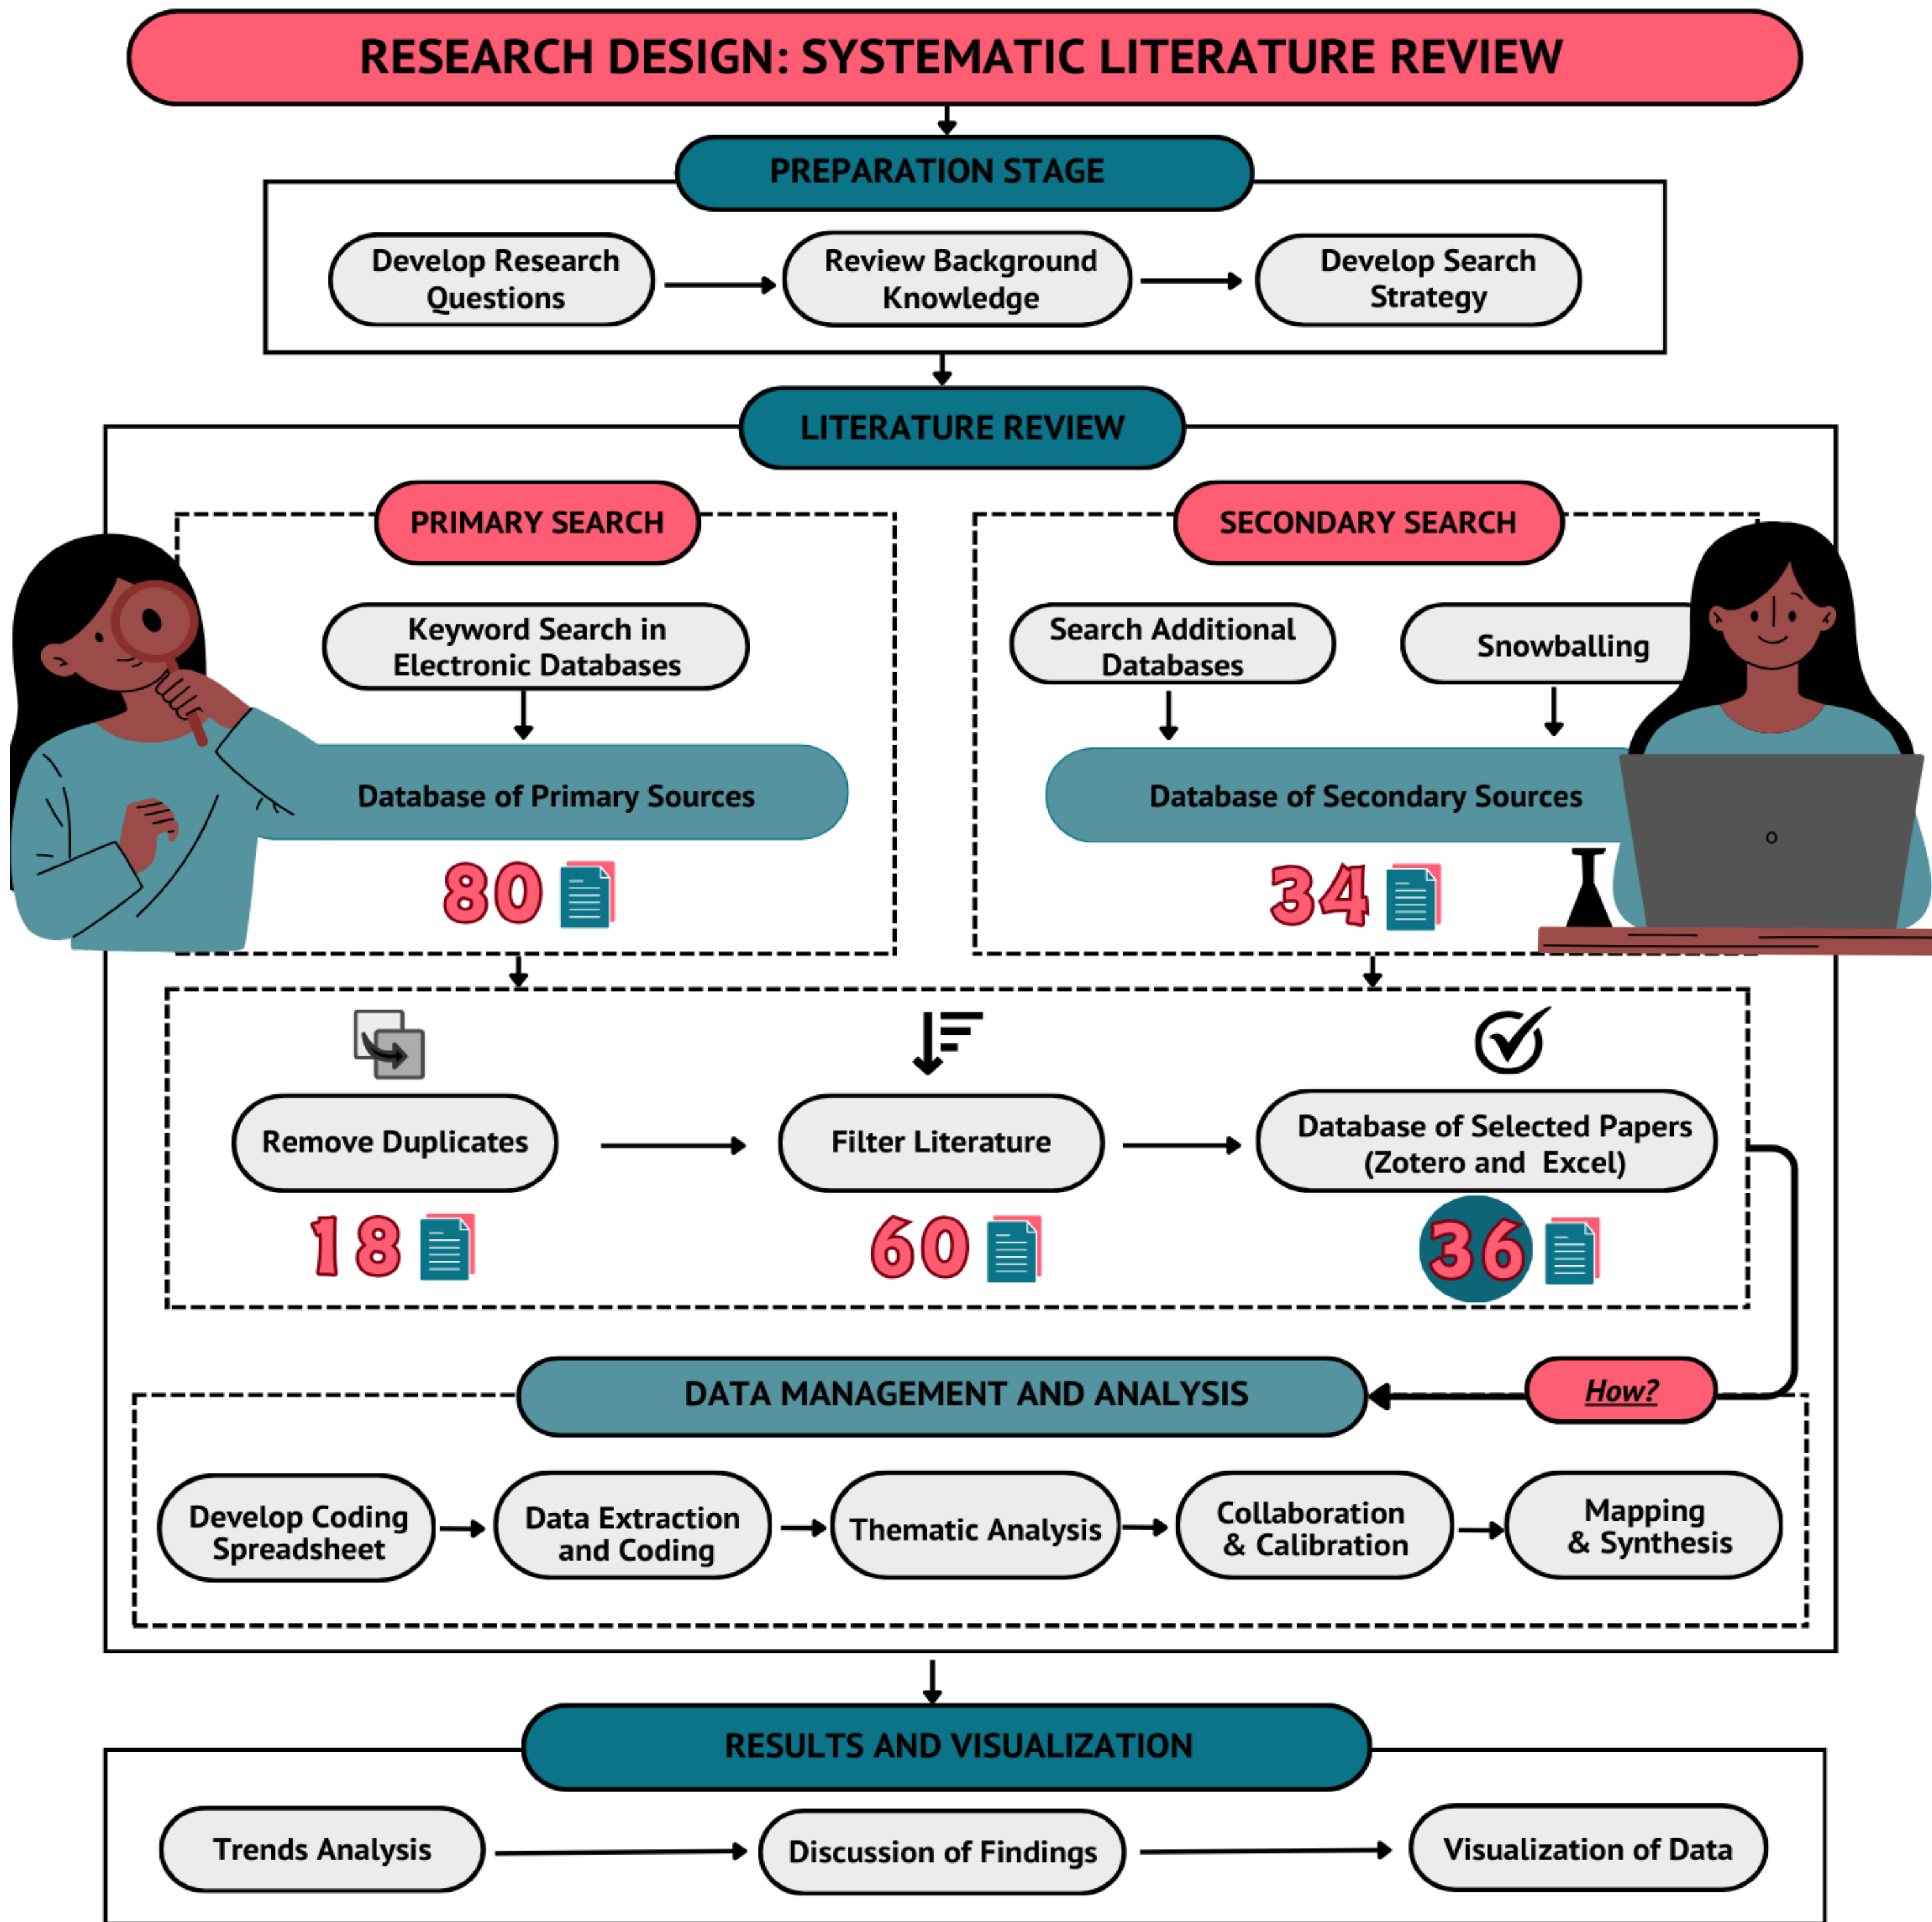 RESEARCH DESIGN: SYSTEMATIC LITERATURE REVIEW
PREPARATION STAGE
Develop Research
Questions
Review Background
Knowledge
Develop Search
Strategy
LITERATURE REVIEW
PRIMARY SEARCH
Keyword Search in
Electronic Databases
Database of Primary Sources
80
SECONDARY SEARCH
Search Additional
Databases
Snowballing
Database of Secondary Sources
34
Remove Duplicates
18
Filter Literature
60
Database of Selected Papers
(Zotero and Excel)
36
How?
DATA MANAGEMENT AND ANALYSIS
Develop Coding
Spreadsheet
Data Extraction
and Coding
Thematic Analysis
Collaboration
& Calibration
Mapping
& Synthesis
RESULTS AND VISUALIZATION
Trends Analysis
Discussion of Findings
Visualization of Data